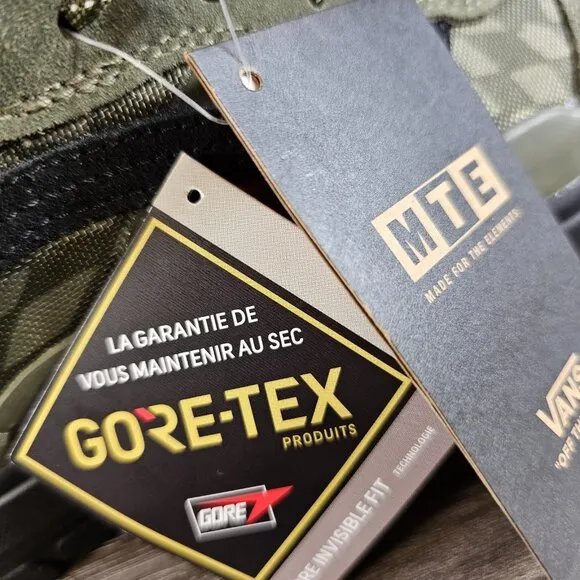 LA GARANTIE DE
VOUS MAINTENIR AU SEC
GORE-TEX
PRODUITS
GORE
INVISIBLE FIT
TECHNOLOGIE
MTE
MADE FOR THE ELEMENTS
VANS
"OFF